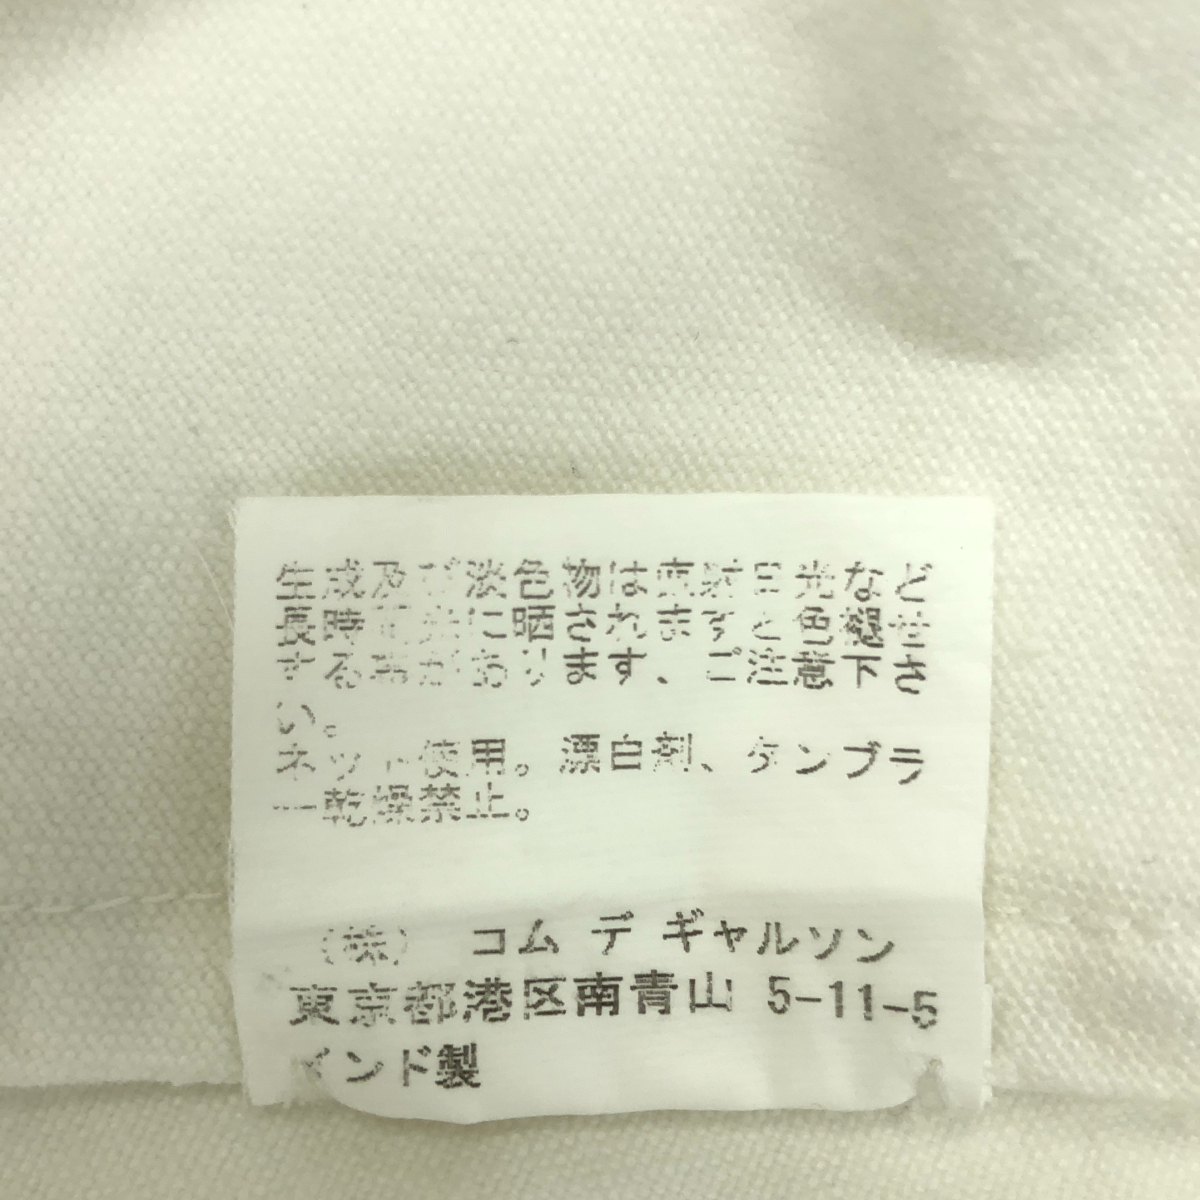 生成及び淡色物は直射日光など
長時間光に晒されますと色褪せ
する事があります、ご注意下さ
い。
ネット使用。漂白剤、タンブラ
ー乾燥禁止。
（株） コム デ ギャルソン
東京都港区南青山 5-11-5
インド製